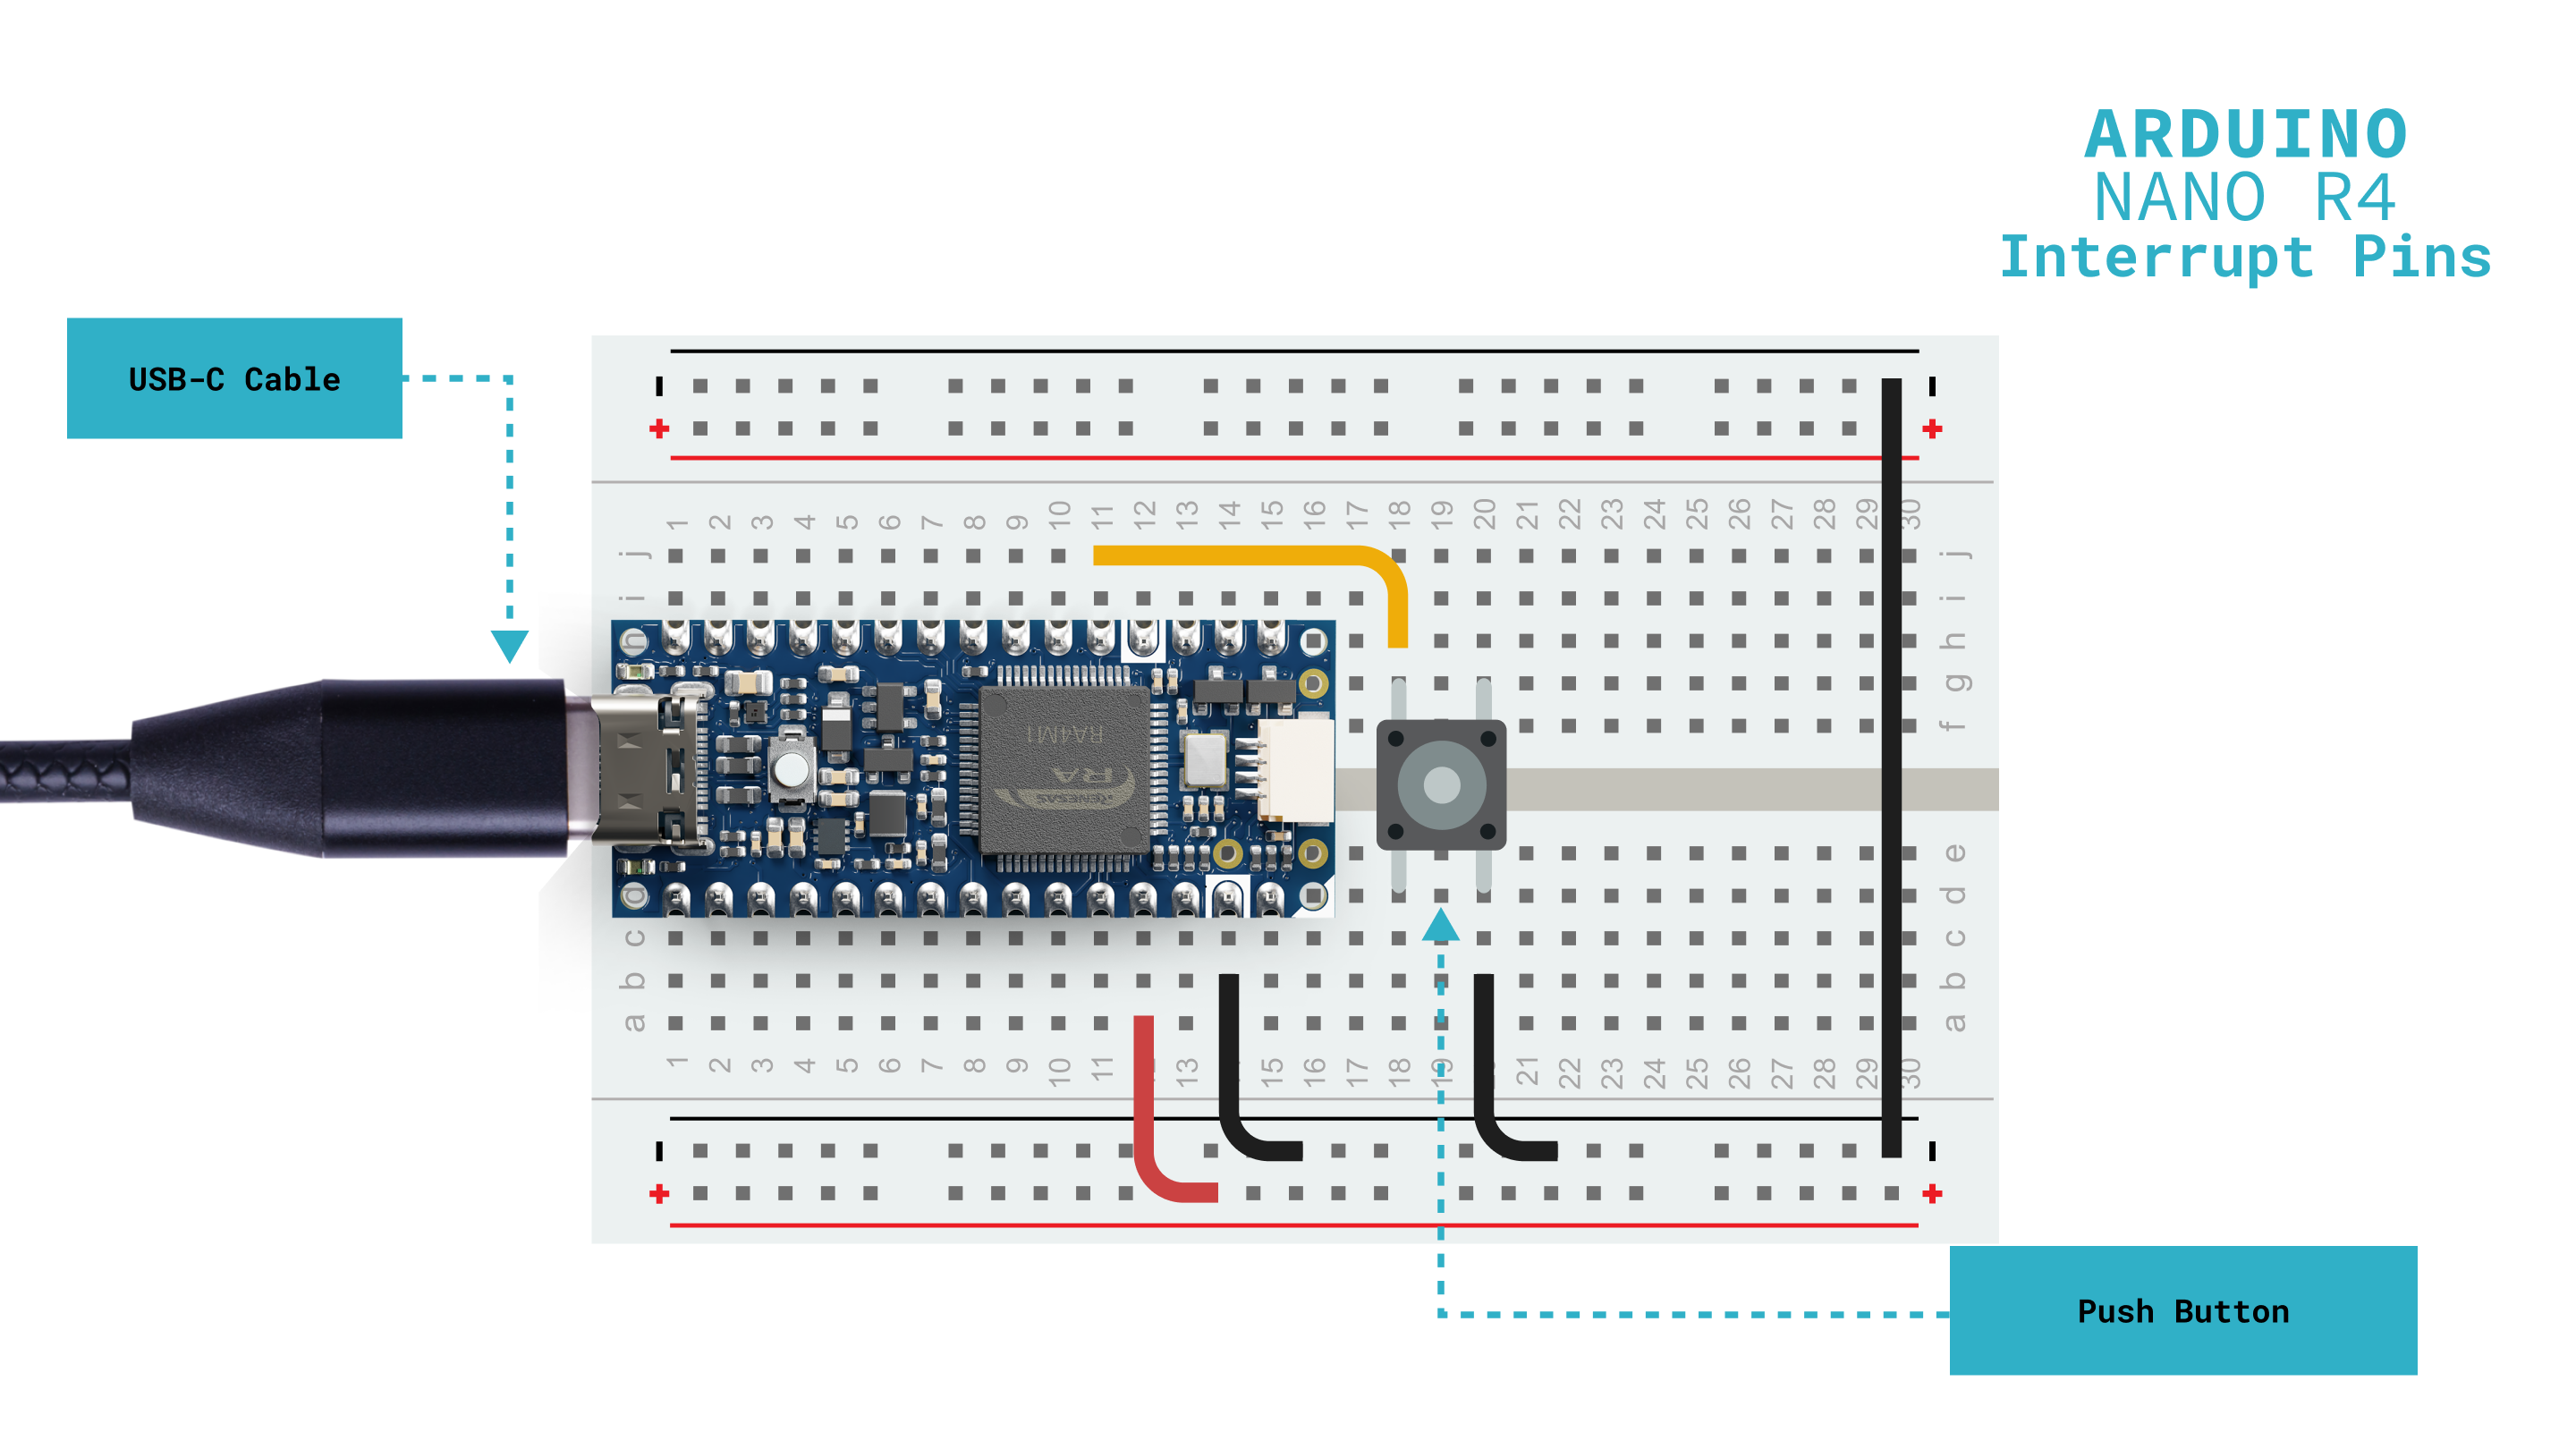 ARDUINO
NANO R4
Interrupt Pins
USB-C Cable
1 2 3 4 5 6 7 8 9 10 11 12 13 14 15 16 17 18 19 20 21 22 23 24 25 26 27 28 29 30
j j
i i
h h
g
f
RA4M1
RA
RENESAS
e
d d
c c
b b
a a
1 2 3 4 5 6 7 8 9 10 11 13 15 16 17 18 19 21 22 23 24 25 26 27 28 29 30
Push Button